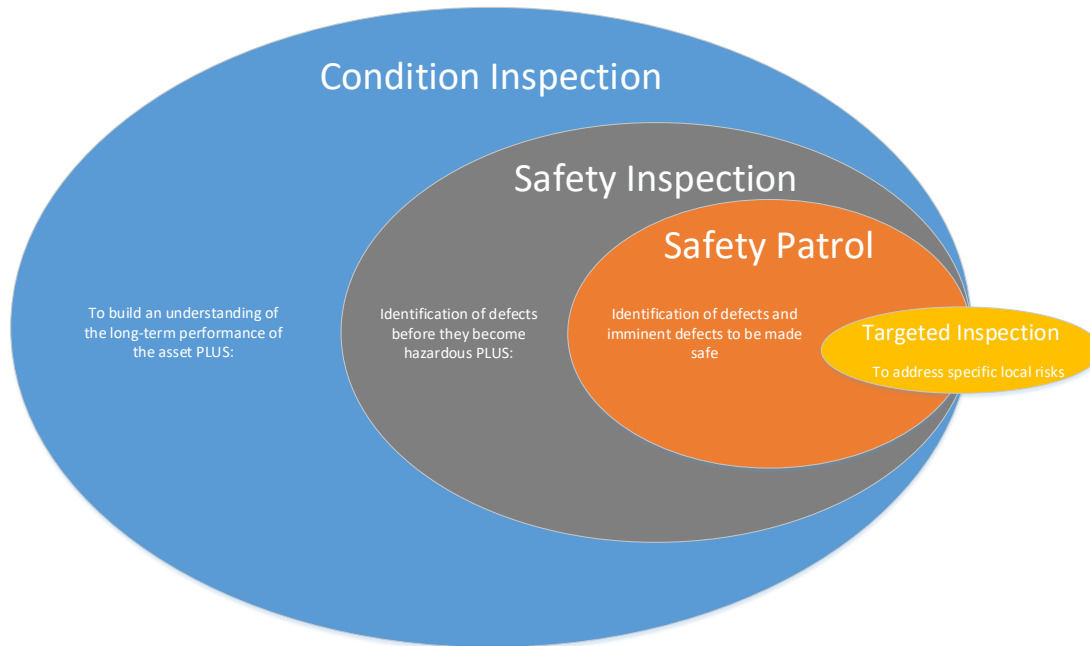 Condition Inspection
Safety Inspection
Safety Patrol
To build an understanding of
the long-term performance of
the asset PLUS:
Identification of defects
before they become
hazardous PLUS:
Identification of defects and
imminent defects to be made
safe
Targeted Inspection
To address specific local risks